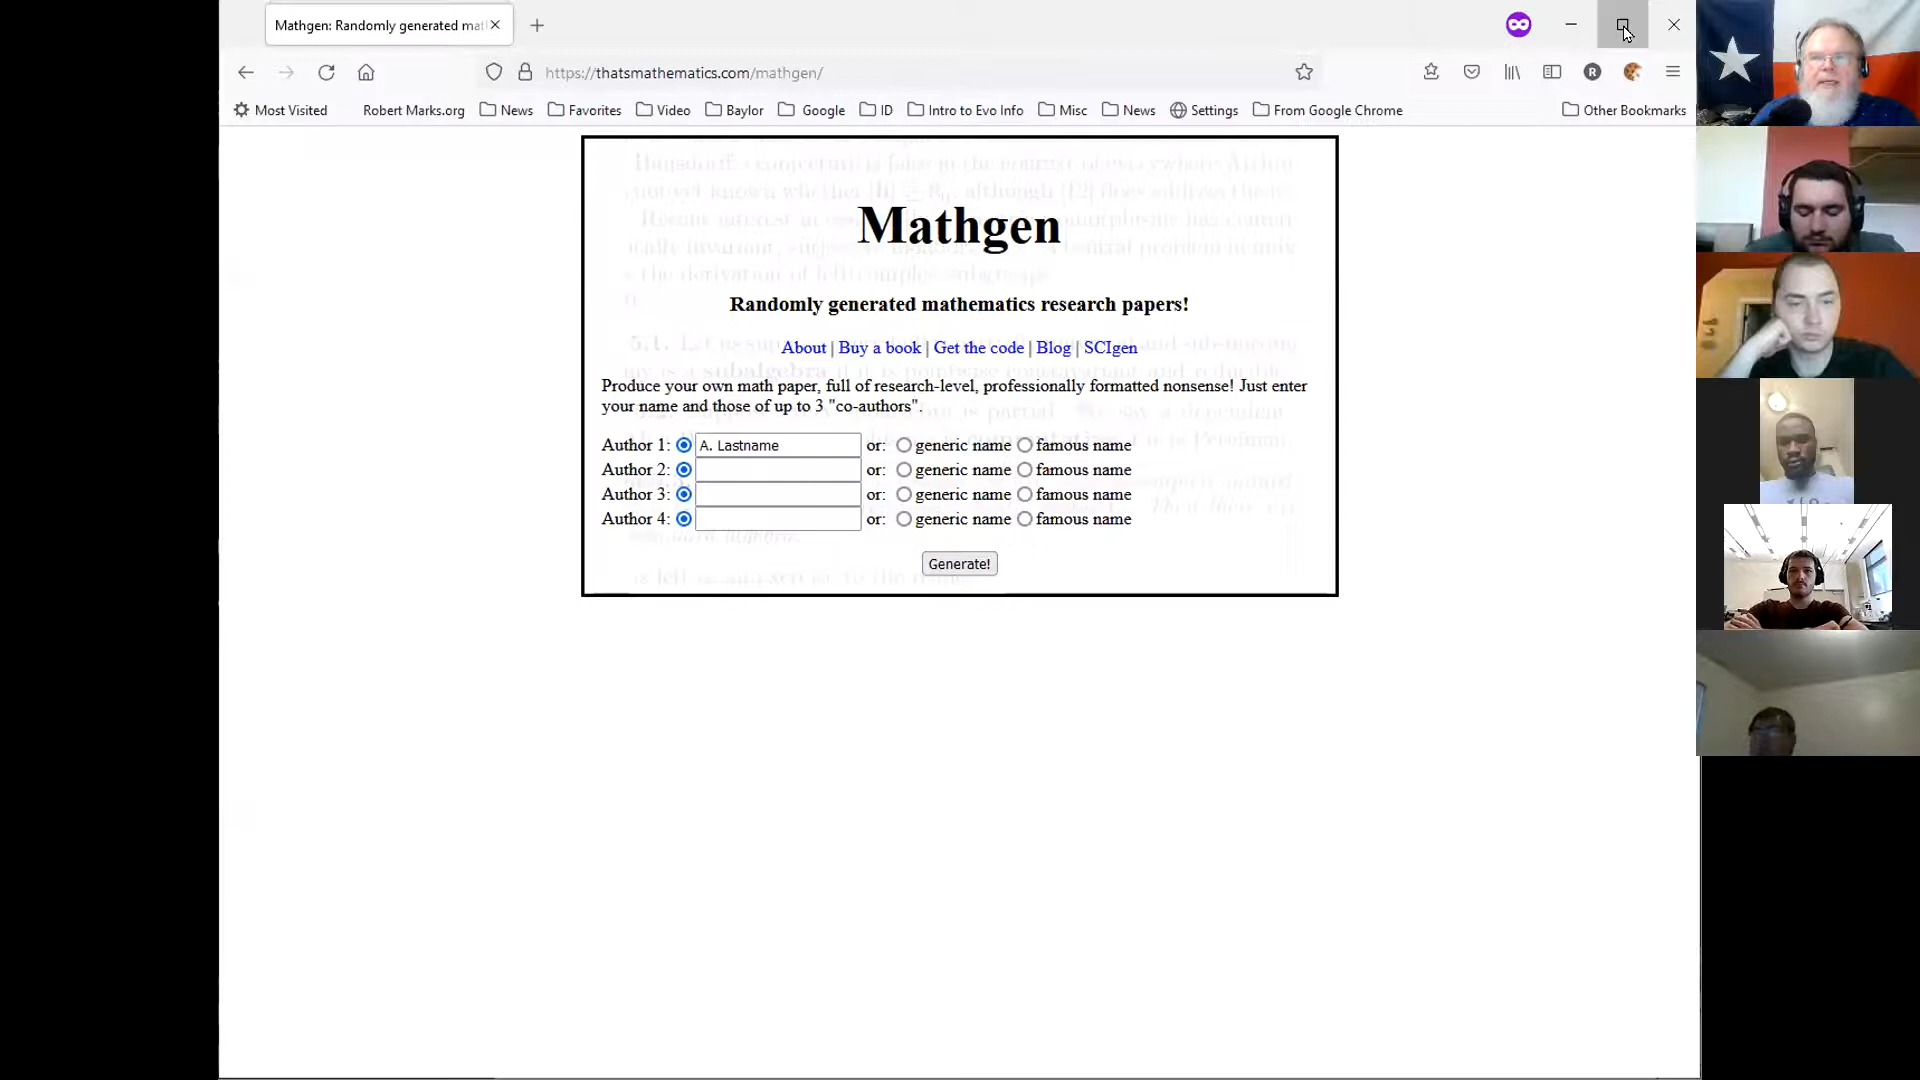 Mathgen: Randomly generated mat
https://thatsmathematics.com/mathgen/
R
Most Visited Robert Marks.org News Favorites Video Baylor Google ID Intro to Evo Info Misc News Settings From Google Chrome Other Bookmarks
Mathgen
Randomly generated mathematics research papers!
About | Buy a book | Get the code | Blog | SCIgen
Produce your own math paper, full of research-level, professionally formatted nonsense! Just enter
your name and those of up to 3 "co-authors".
Author 1: A. Lastname or: generic name famous name
Author 2: or: generic name famous name
Author 3: or: generic name famous name
Author 4: or: generic name famous name
Generate!